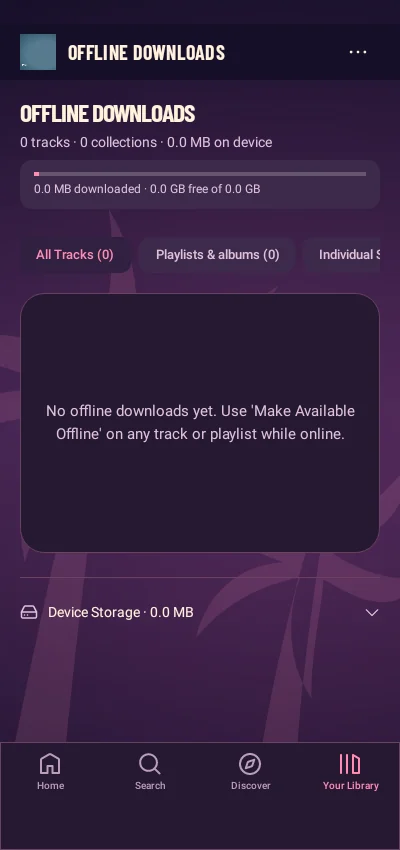 OFFLINE DOWNLOADS
OFFLINE DOWNLOADS
0 tracks · 0 collections · 0.0 MB on device
0.0 MB downloaded · 0.0 GB free of 0.0 GB
All Tracks (0)
Playlists & albums (0)
Individual S
No offline downloads yet. Use 'Make Available
Offline' on any track or playlist while online.
Device Storage · 0.0 MB
Home
Search
Discover
Your Library